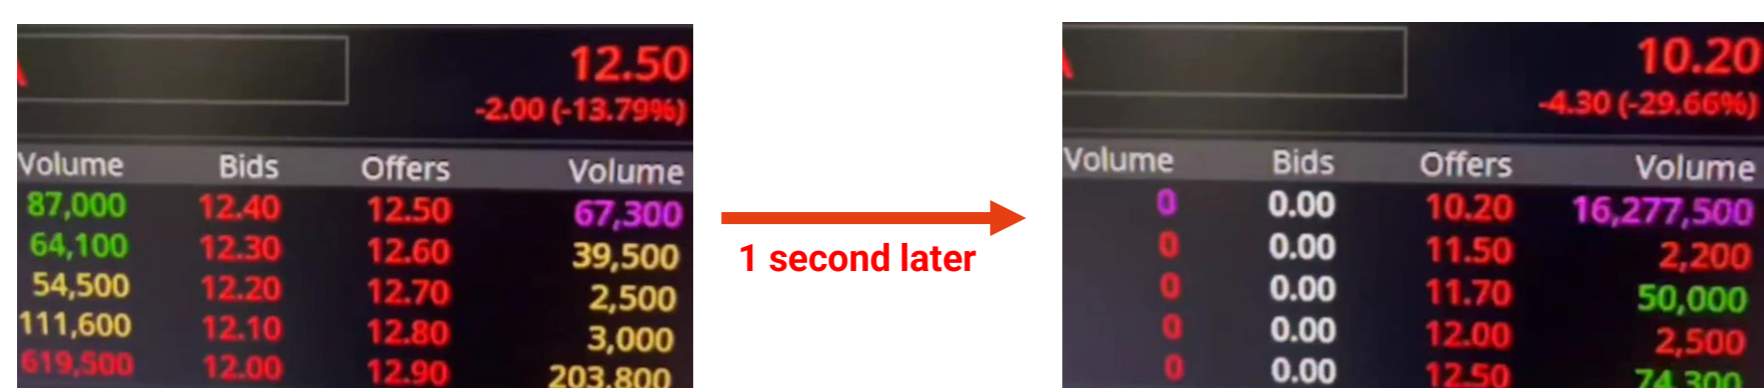 12.50
-2.00 (-13.79%)
Volume Bids Offers Volume
87,000 12.40 12.50 67,300
64,100 12.30 12.60 39,500
54,500 12.20 12.70 2,500
111,600 12.10 12.80 3,000
619,500 12.00 12.90 203,800
1 second later
10.20
-4.30 (-29.66%)
Volume Bids Offers Volume
0 0.00 10.20 16,277,500
0 0.00 11.50 2,200
0 0.00 11.70 50,000
0 0.00 12.00 2,500
0 0.00 12.50 74,300